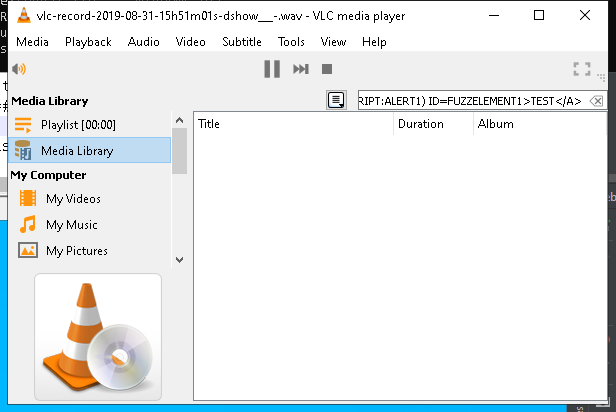 vlc-record-2019-08-31-15h51m01s-dshow__-.wav - VLC media player
Media Playback Audio Video Subtitle Tools View Help
Media Library
RIPT:ALERT1) ID=FUZZELEMENT1>TEST</A>
Playlist [00:00]
Title Duration Album
Media Library
My Computer
My Videos
My Music
My Pictures